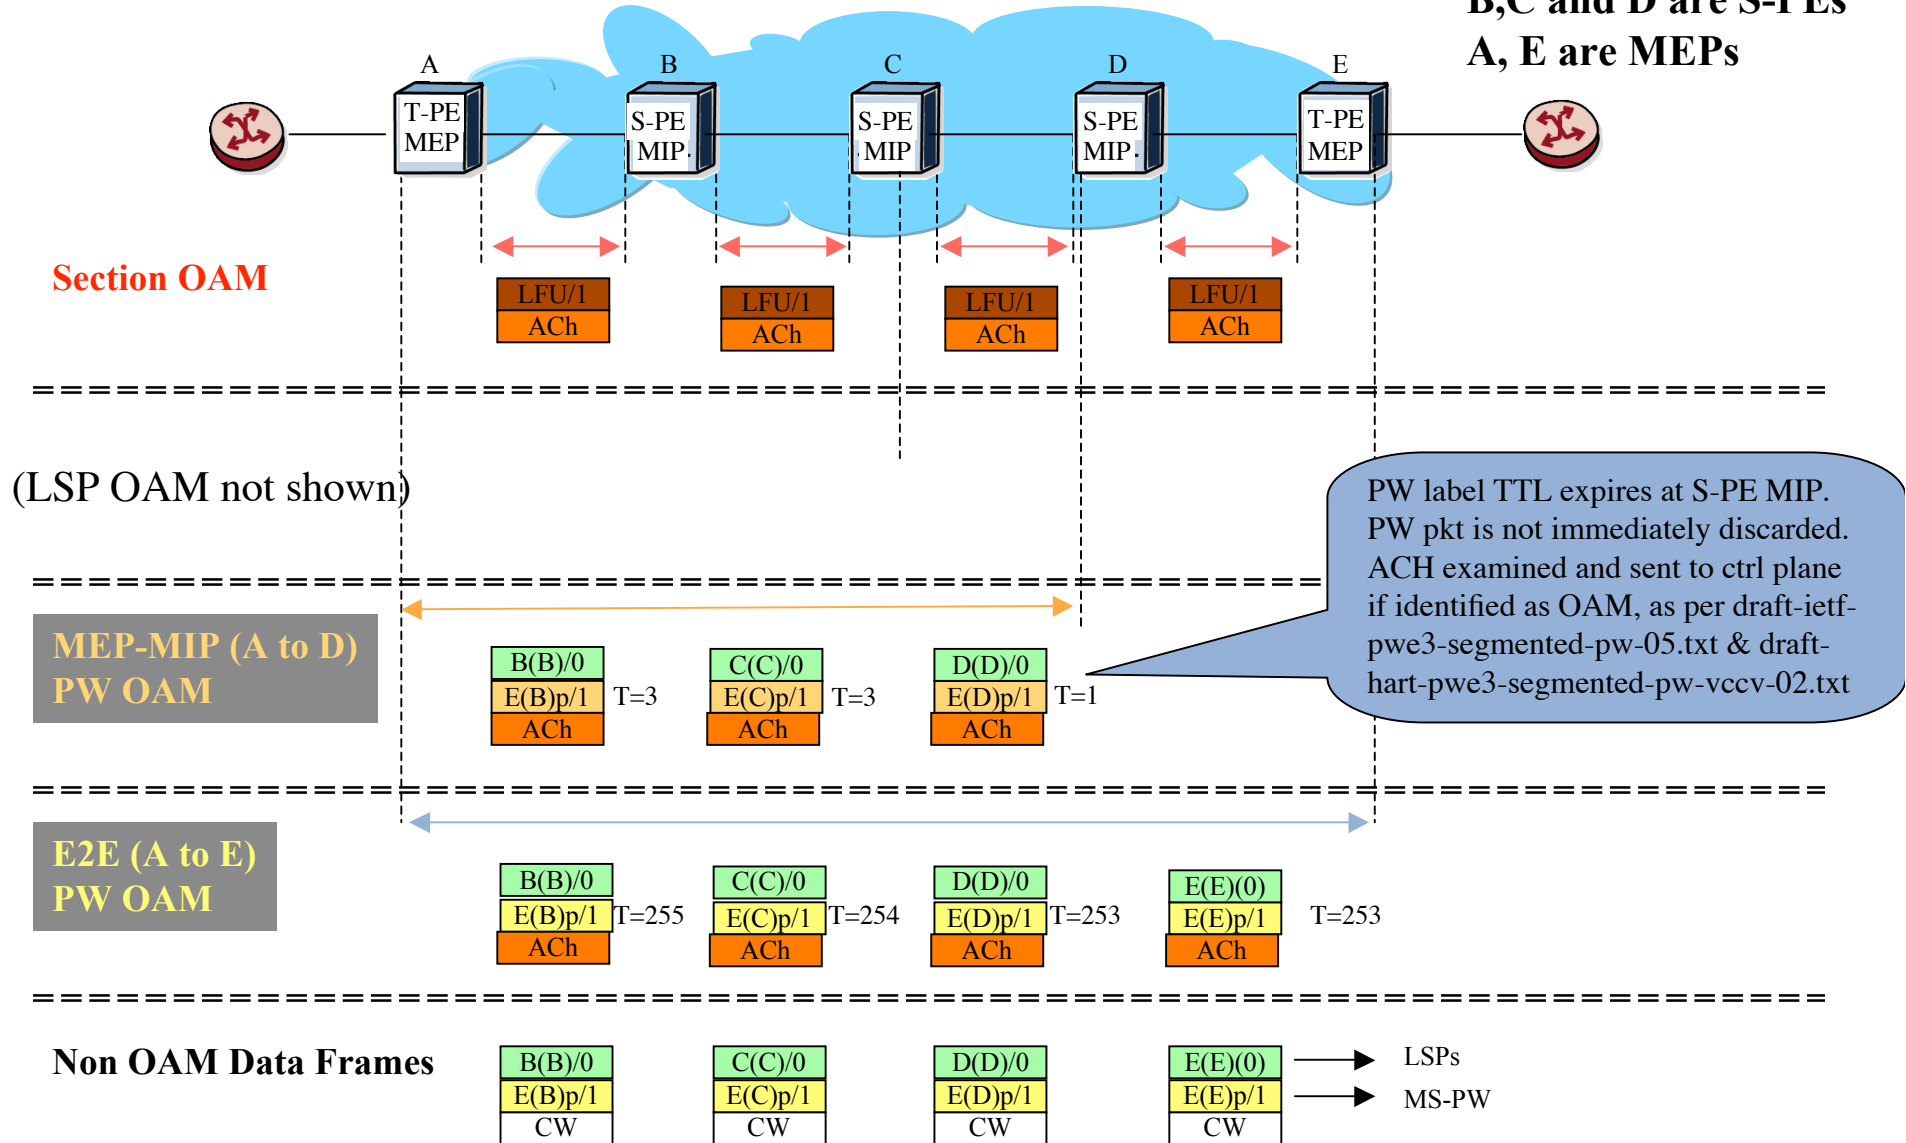 B,C and D are S-PEs
A, E are MEPs
A
B
C
D
E
T-PE
MEP
S-PE
MIP.
S-PE
MIP
S-PE
MIP.
T-PE
MEP
Section OAM
LFU/1
ACh
LFU/1
ACh
LFU/1
ACh
LFU/1
ACh
(LSP OAM not shown)
PW label TTL expires at S-PE MIP.
PW pkt is not immediately discarded.
ACH examined and sent to ctrl plane
if identified as OAM, as per draft-ietf-
pwe3-segmented-pw-05.txt & draft-
hart-pwe3-segmented-pw-vccv-02.txt
MEP-MIP (A to D)
PW OAM
B(B)/0
E(B)p/1 T=3
ACh
C(C)/0
E(C)p/1 T=3
ACh
D(D)/0
E(D)p/1 T=1
ACh
E2E (A to E)
PW OAM
B(B)/0
E(B)p/1 T=255
ACh
C(C)/0
E(C)p/1 T=254
ACh
D(D)/0
E(D)p/1 T=253
ACh
E(E)(0)
E(E)p/1 T=253
ACh
Non OAM Data Frames
B(B)/0
E(B)p/1
CW
C(C)/0
E(C)p/1
CW
D(D)/0
E(D)p/1
CW
E(E)(0)
E(E)p/1
CW
LSPs
MS-PW